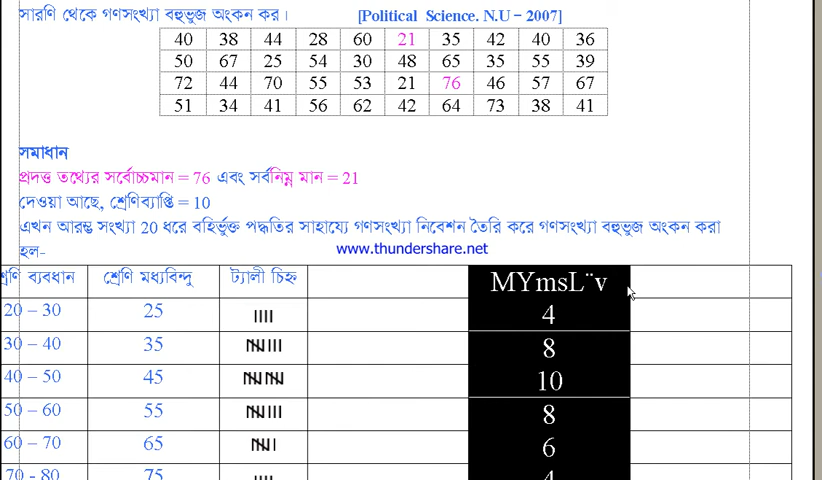 সারণি থেকে গণসংখ্যা বহুভুজ অংকন কর। [Political Science. N.U – 2007]
40 38 44 28 60 21 35 42 40 36
50 67 25 54 30 48 65 35 55 39
72 44 70 55 53 21 76 46 57 67
51 34 41 56 62 42 64 73 38 41
সমাধান
প্রদত্ত তথ্যের সর্বোচ্চমান = 76 এবং সর্বনিম্ন মান = 21
দেওয়া আছে, শ্রেণিব্যাপ্তি = 10
এখন আরম্ভ সংখ্যা 20 ধরে বহির্ভুক্ত পদ্ধতির সাহায্যে গণসংখ্যা নিবেশন তৈরি করে গণসংখ্যা বহুভুজ অংকন করা
হল-
www.thundershare.net
শ্রেণি ব্যবধান শ্রেণি মধ্যবিন্দু ট্যালী চিহ্ন MYmsL¨v
20 – 30 25 4
30 – 40 35 8
40 – 50 45 10
50 – 60 55 8
60 – 70 65 6
70 - 80 75 4